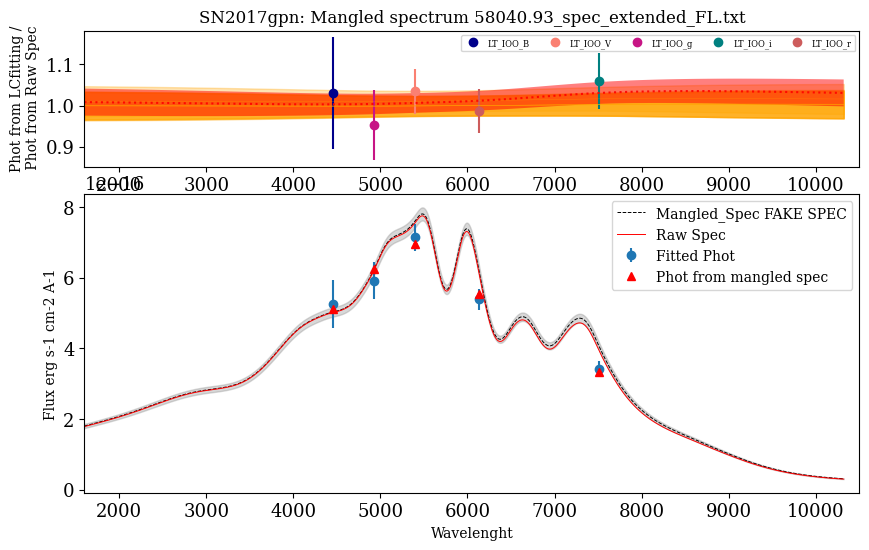 SN2017gpn: Mangled spectrum 58040.93_spec_extended_FL.txt
Phot from LCfitting /
Phot from Raw Spec
LT_IOO_B LT_IOO_V LT_IOO_g LT_IOO_i LT_IOO_r
1.1
1.0
0.9
2000 3000 4000 5000 6000 7000 8000 9000 10000
1e−16
Flux erg s-1 cm-2 A-1
Mangled_Spec FAKE SPEC
Raw Spec
Fitted Phot
Phot from mangled spec
8
6
4
2
0
2000 3000 4000 5000 6000 7000 8000 9000 10000
Wavelenght